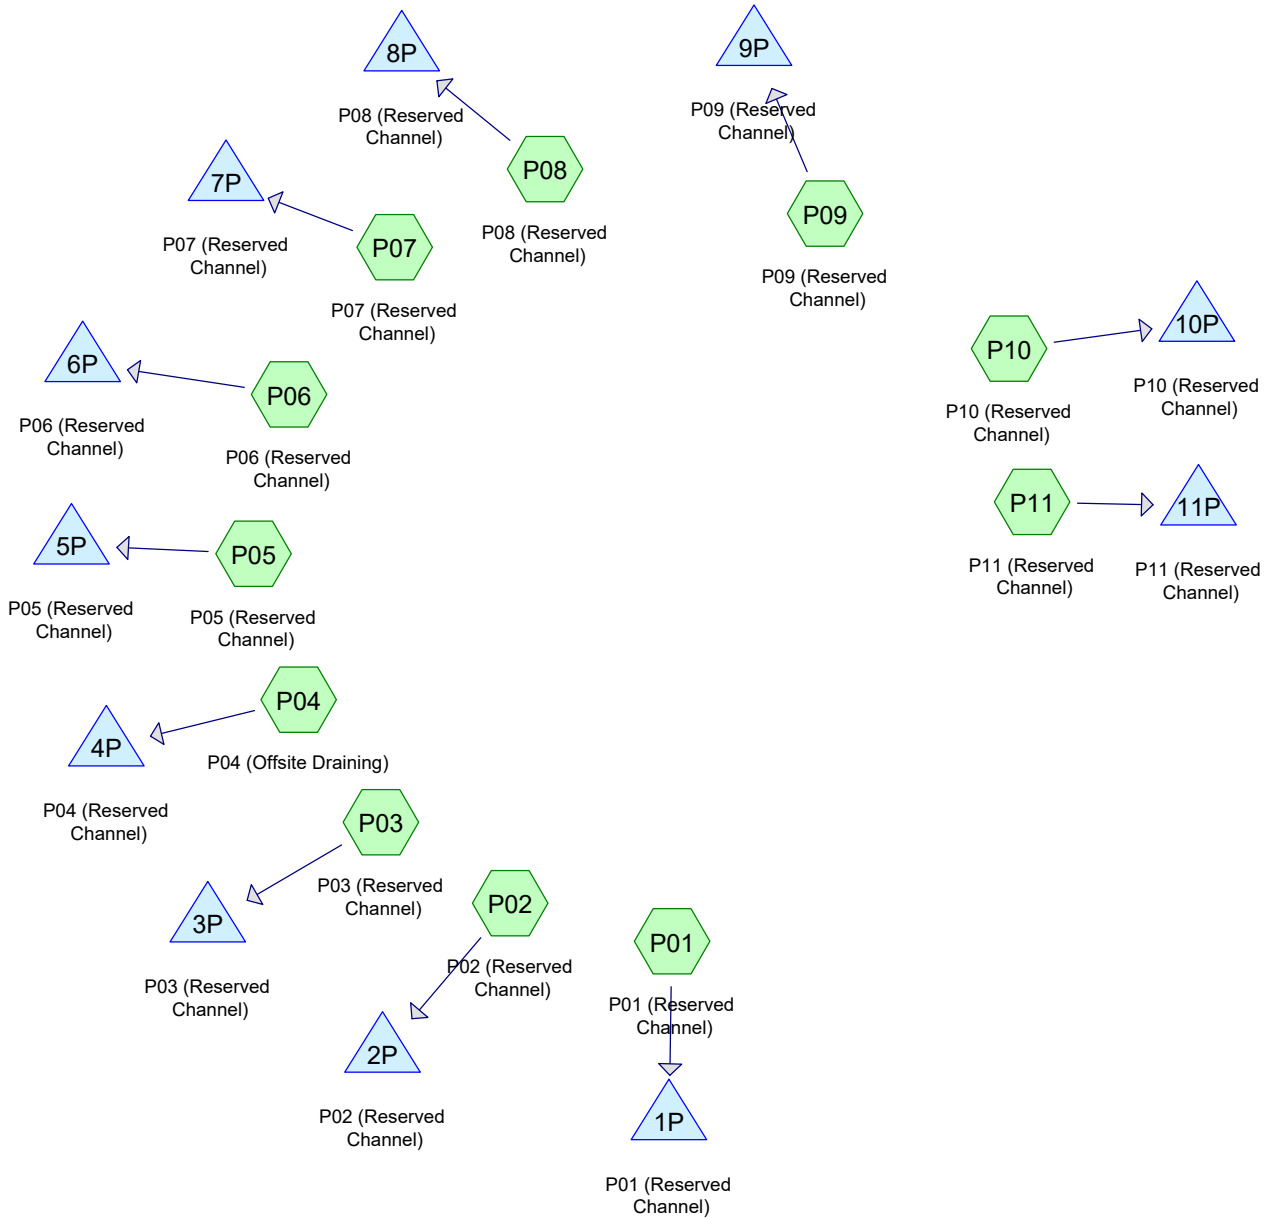 8P
P08 (Reserved
Channel)
9P
P09 (Reserved
Channel)
P08
P08 (Reserved
Channel)
7P
P07 (Reserved
Channel)
P07
P07 (Reserved
Channel)
P09
P09 (Reserved
Channel)
10P
P10 (Reserved
Channel)
P10
P10 (Reserved
Channel)
6P
P06 (Reserved
Channel)
P06
P06 (Reserved
Channel)
P11
P11 (Reserved
Channel)
11P
P11 (Reserved
Channel)
5P
P05 (Reserved
Channel)
P05
P05 (Reserved
Channel)
P04
P04 (Offsite Draining)
4P
P04 (Reserved
Channel)
P03
P03 (Reserved
Channel)
3P
P03 (Reserved
Channel)
P02
P02 (Reserved
Channel)
P01
P01 (Reserved
Channel)
2P
P02 (Reserved
Channel)
1P
P01 (Reserved
Channel)